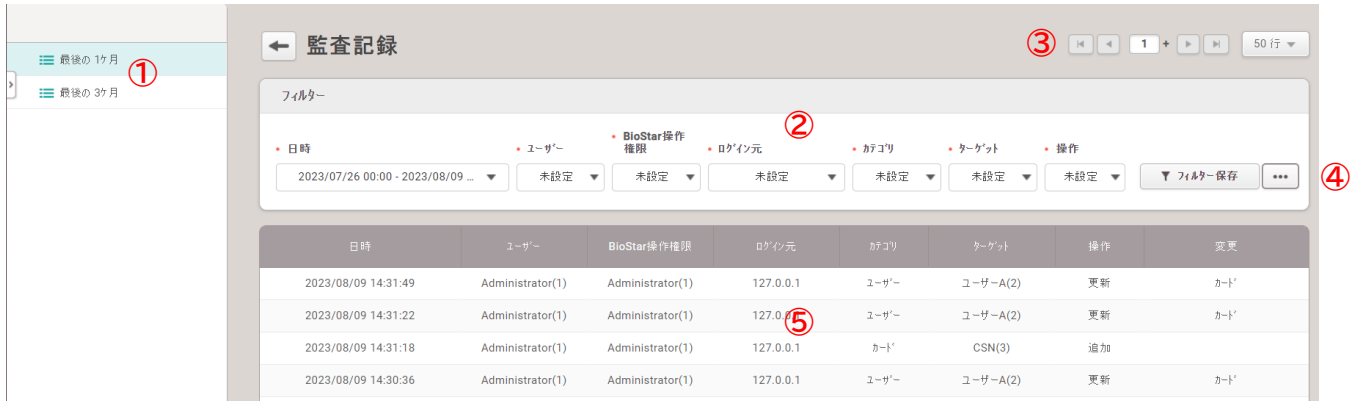 最後の 1ケ月
①
最後の 3ケ月
監査記録
③
1 +
50 行
フィルター
②
• 日時
• ユーザー
• BioStar操作
権限
• ログイン元
• カテゴリ
• ターゲット
• 操作
2023/07/26 00:00 - 2023/08/09 ...
未設定
未設定
未設定
未設定
未設定
未設定
フィルター保存
•••
④
日時 ユーザー BioStar操作権限 ログイン元 カテゴリ ターゲット 操作 変更
2023/08/09 14:31:49 Administrator(1) Administrator(1) 127.0.0.1 ユーザー ユーザーA(2) 更新 カード
2023/08/09 14:31:22 Administrator(1) Administrator(1) 127.0.0.1 ユーザー ユーザーA(2) 更新 カード
⑤
2023/08/09 14:31:18 Administrator(1) Administrator(1) 127.0.0.1 カード CSN(3) 追加
2023/08/09 14:30:36 Administrator(1) Administrator(1) 127.0.0.1 ユーザー ユーザーA(2) 更新 カード